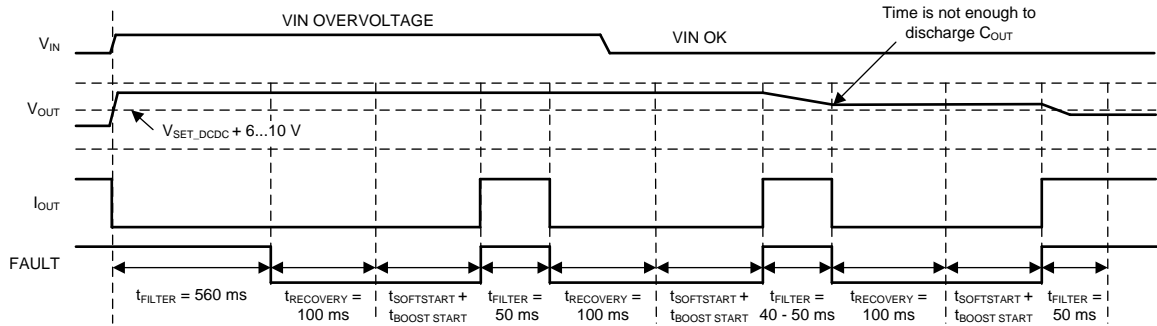 VIN OVERVOLTAGE
VIN OK
Time is not enough to
discharge COUT
VIN
VOUT
VSET_DCDC + 6...10 V
IOUT
FAULT
tFILTER = 560 ms
tRECOVERY =
100 ms
tSOFTSTART +
tBOOST START
tFILTER =
50 ms
tRECOVERY =
100 ms
tSOFTSTART +
tBOOST START
tFILTER =
40 - 50 ms
tRECOVERY =
100 ms
tSOFTSTART +
tBOOST START
tFILTER =
50 ms